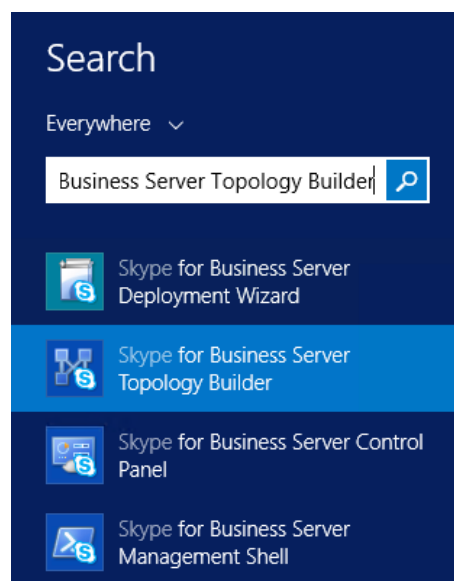 Search
Everywhere
Business Server Topology Builder
Skype for Business Server
Deployment Wizard
Skype for Business Server
Topology Builder
Skype for Business Server Control
Panel
Skype for Business Server
Management Shell